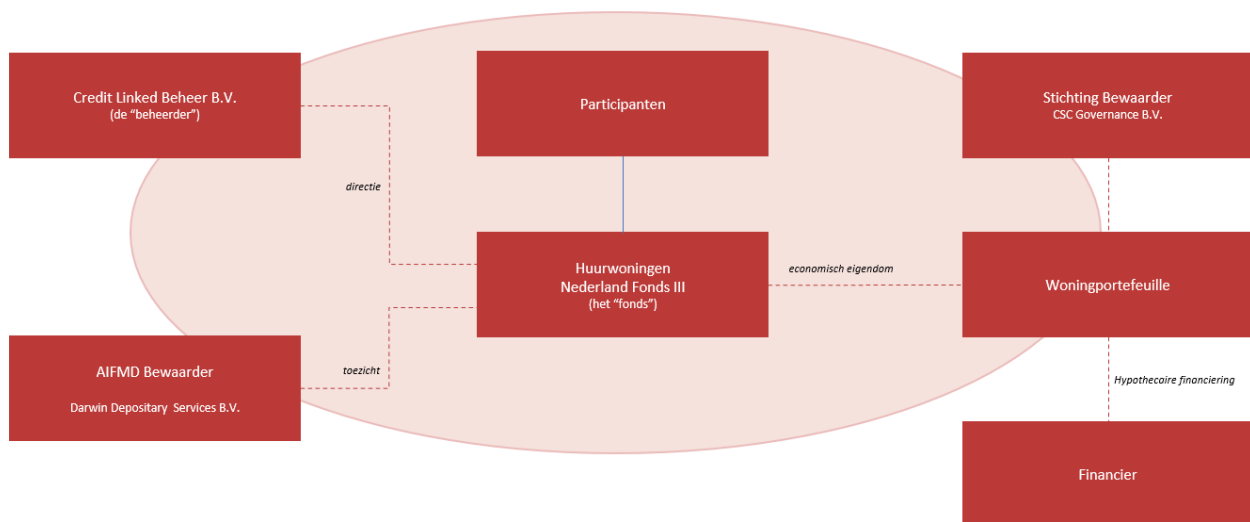 Credit Linked Beheer B.V.
(de “beheerder”)
Participanten
Stichting Bewaarder
CSC Governance B.V.
directie
Huurwoningen
Nederland Fonds III
(het “fonds”)
economisch eigendom
Woningportefeuille
AIFMD Bewaarder
Darwin Depositary Services B.V.
toezicht
Hypothecaire financiering
Financier